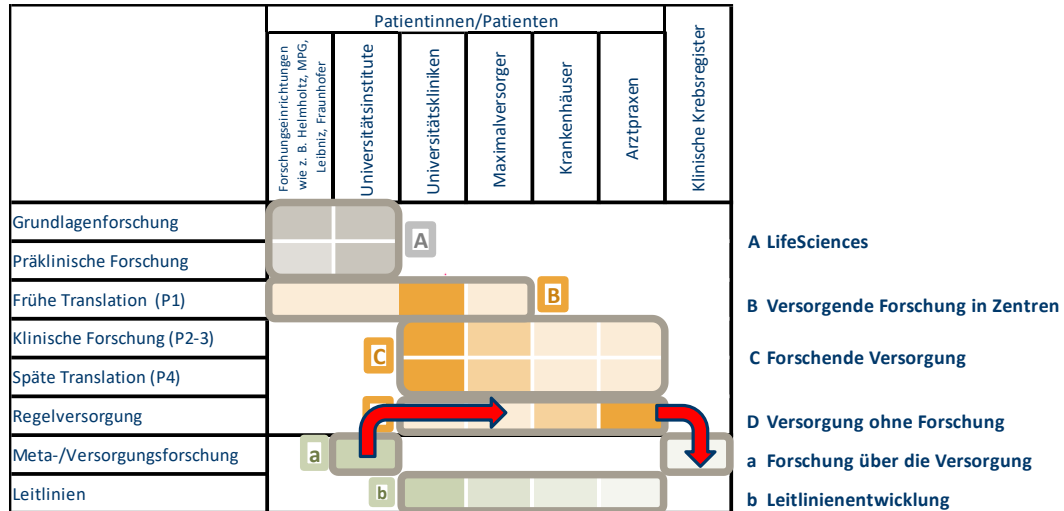 Patientinnen/Patienten
Forschungseinrichtungen
wie z. B. Helmholtz, MPG,
Leibniz, Fraunhofer
Universitätsinstitute
Universitätskliniken
Maximalversorger
Krankenhäuser
Arztpraxen
Klinische Krebsregister
Grundlagenforschung
Präklinische Forschung
A
A LifeSciences
Frühe Translation (P1)
B
B Versorgende Forschung in Zentren
Klinische Forschung (P2-3)
C
C Forschende Versorgung
Späte Translation (P4)
Regelversorgung
D Versorgung ohne Forschung
Meta-/Versorgungsforschung
a
a Forschung über die Versorgung
Leitlinien
b
b Leitlinienentwicklung